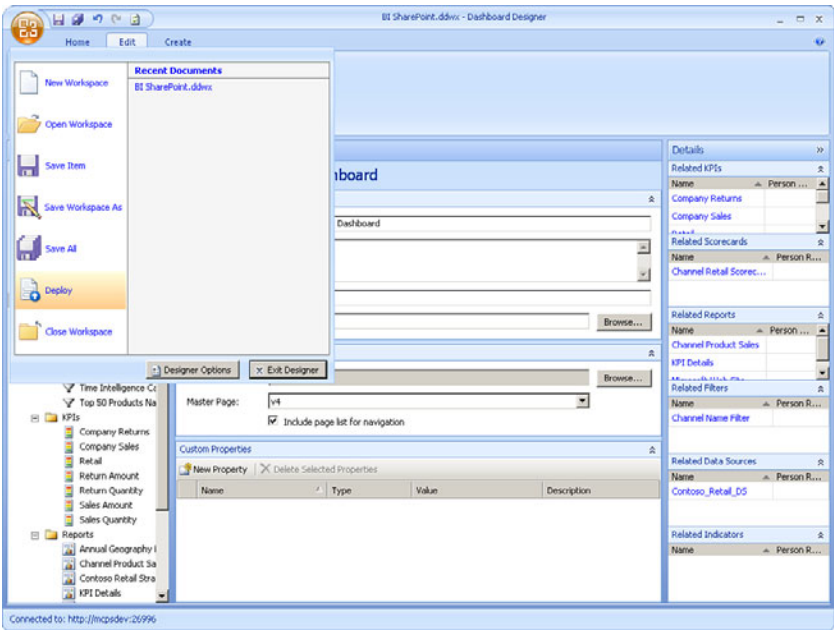 BI SharePoint.ddwx - Dashboard Designer
Home Edit Create
Recent Documents
BI SharePoint.ddwx
New Workspace
Open Workspace
Save Item
Save Workspace As
Save All
Deploy
Close Workspace
Designer Options
Exit Designer
Time Intelligence Ca
Top 50 Products Na
KPIs
Company Returns
Company Sales
Retail
Return Amount
Return Quantity
Sales Amount
Sales Quantity
Reports
Annual Geography
Channel Product Sa
Contoso Retail Stra
KPI Details
hboard
Dashboard
Browse...
Browse...
Master Page: v4
Include page list for navigation
Custom Properties
New Property Delete Selected Properties
Name Type Value Description
Details
Related KPIs
Name Person ...
Company Returns
Company Sales
Related Scorecards
Name Person R...
Channel Retail Scorec...
Related Reports
Name Person ...
Channel Product Sales
KPI Details
Related Filters
Name Person R...
Channel Name Filter
Related Data Sources
Name Person R...
Contoso_Retail_DS
Related Indicators
Name Person R...
Connected to: http://mcpsdev:26996